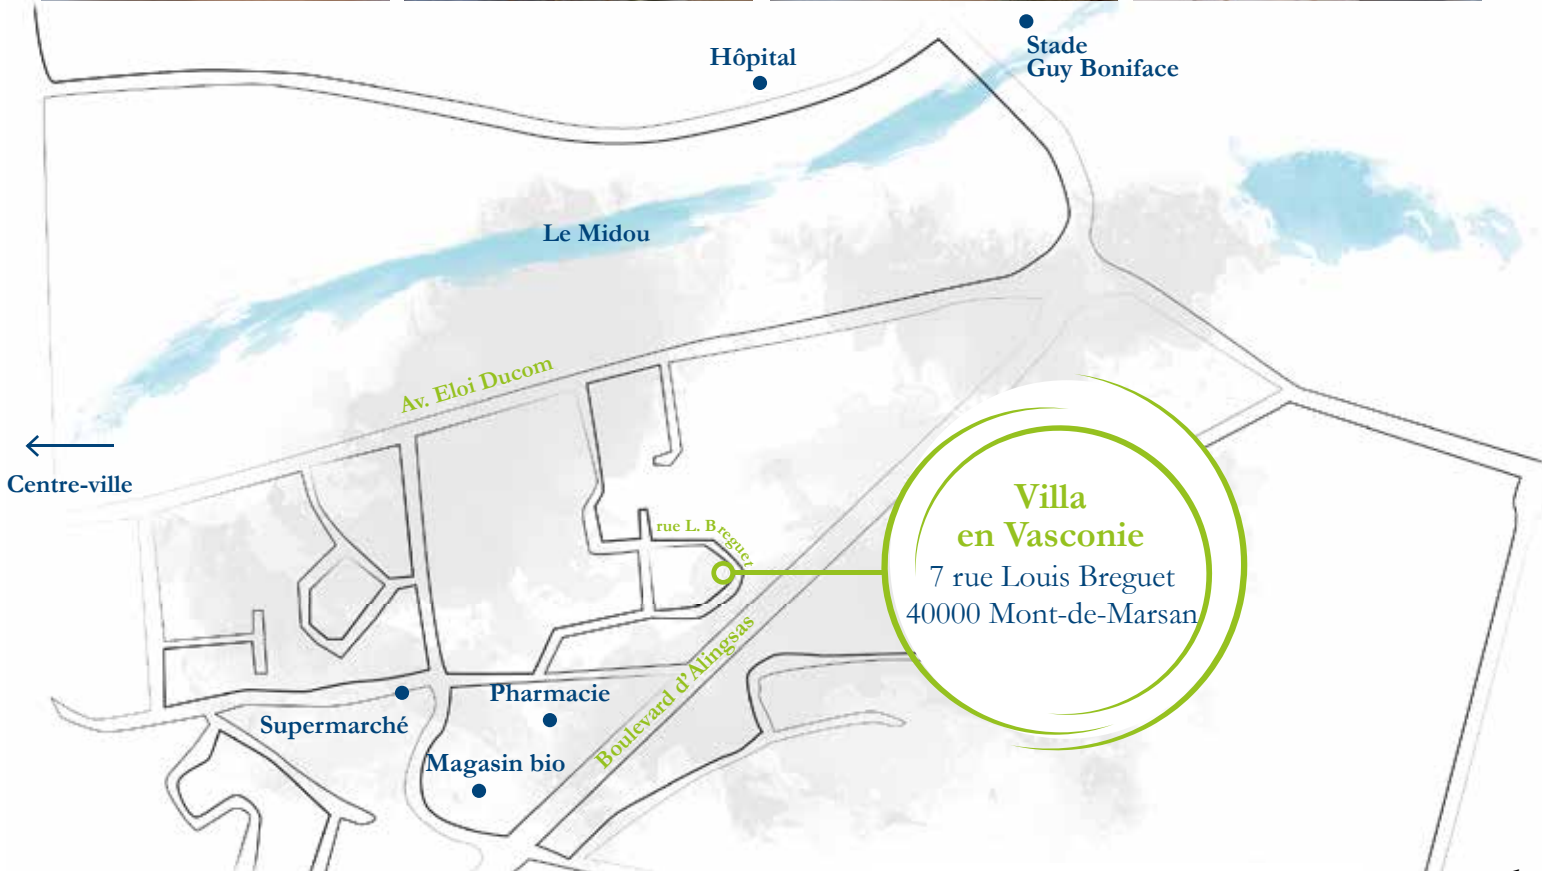 Stade
Guy Boniface
Hôpital
Le Midou
Av. Eloi Ducom
Centre-ville
Villa
en Vasconie
7 rue Louis Breguet
40000 Mont-de-Marsan
rue L. Breguet
Boulevard d'Alingsas
Pharmacie
Supermarché
Magasin bio